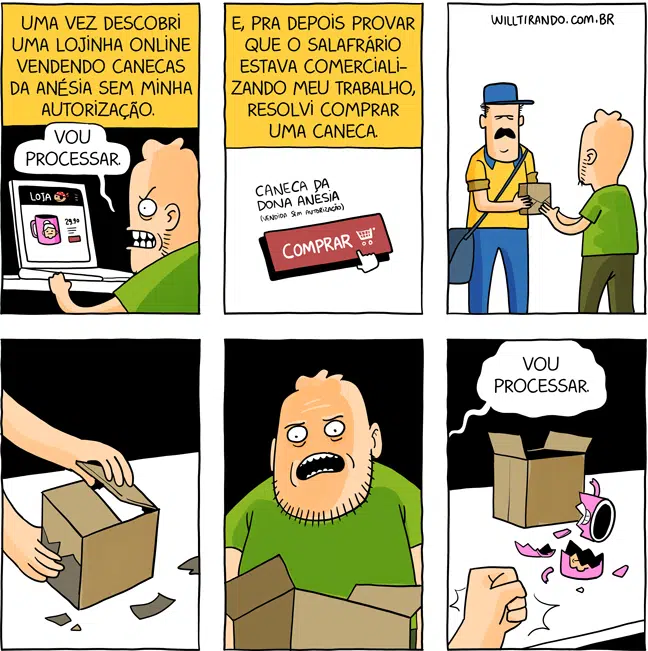 UMA VEZ DESCOBRI
UMA LOJINHA ONLINE
VENDENDO CANECAS
DA ANÉSIA SEM MINHA
AUTORIZAÇÃO.
VOU
PROCESSAR.
LOJA
29,90
E, PRA DEPOIS PROVAR
QUE O SALAFRÁRIO
ESTAVA COMERCIALI-
ZANDO MEU TRABALHO,
RESOLVI COMPRAR
UMA CANECA.
CANECA DA
DONA ANÉSIA
(VENDIDA SEM AUTORIZAÇÃO)
COMPRAR
WILLTIRANDO.COM.BR
VOU
PROCESSAR.